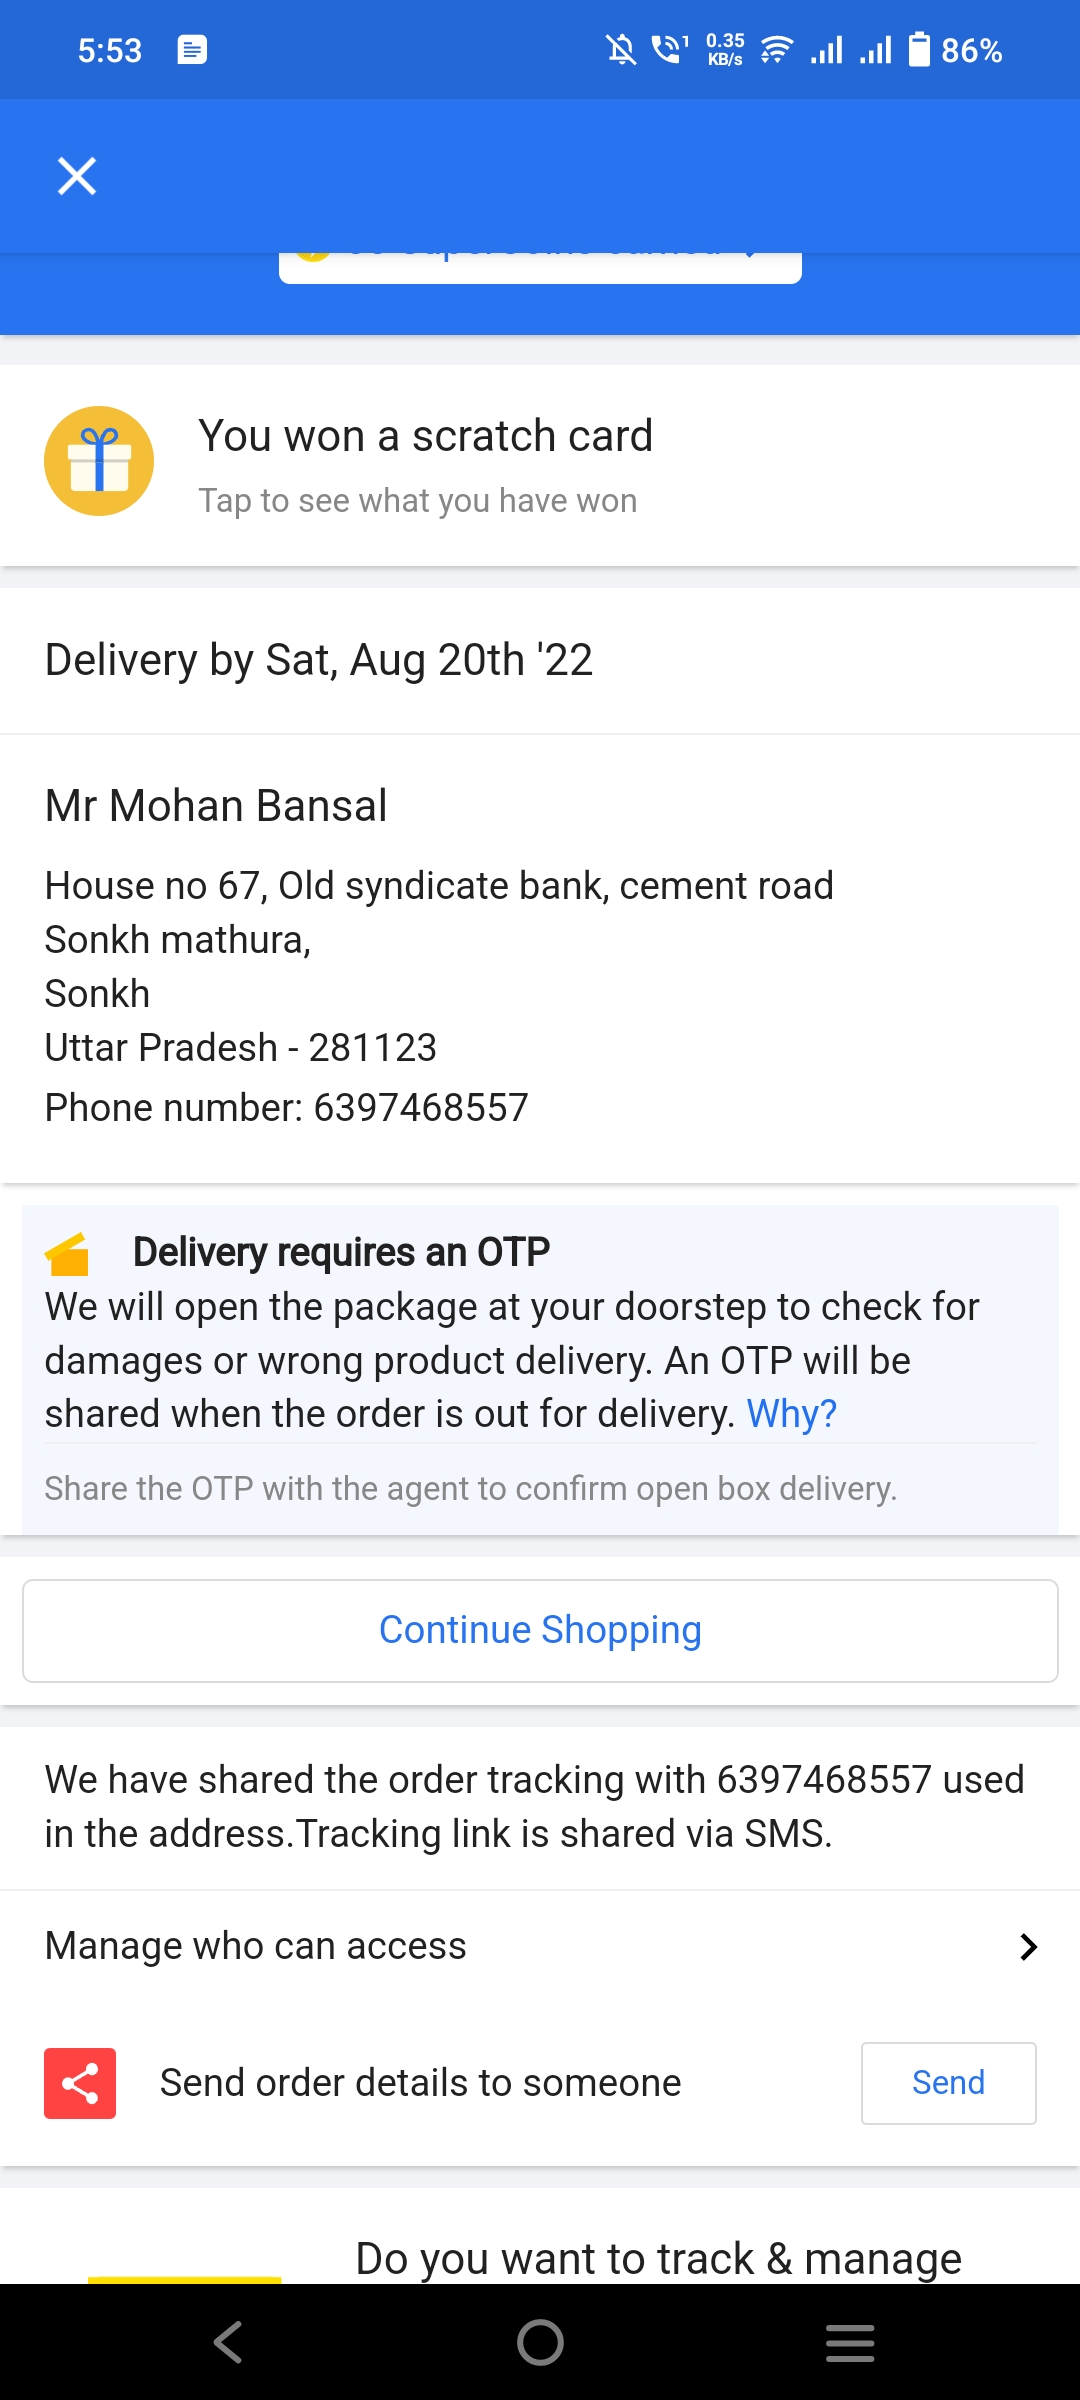 5:53
1
0.35
KB/s
86%
You won a scratch card
Tap to see what you have won
Delivery by Sat, Aug 20th '22
Mr Mohan Bansal
House no 67, Old syndicate bank, cement road
Sonkh mathura,
Sonkh
Uttar Pradesh - 281123
Phone number: 6397468557
Delivery requires an OTP
We will open the package at your doorstep to check for
damages or wrong product delivery. An OTP will be
shared when the order is out for delivery. Why?
Share the OTP with the agent to confirm open box delivery.
Continue Shopping
We have shared the order tracking with 6397468557 used
in the address.Tracking link is shared via SMS.
Manage who can access
Send order details to someone
Send
Do you want to track & manage